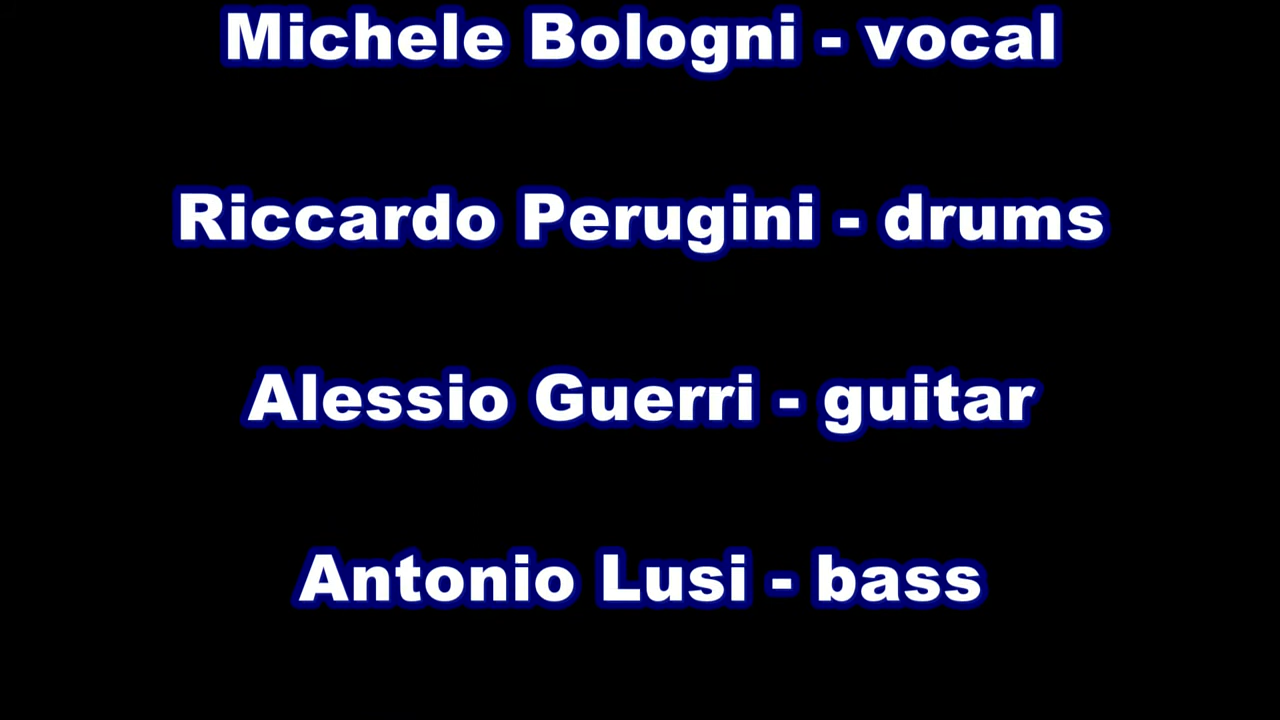 Michele Bologni - vocal
Riccardo Perugini - drums
Alessio Guerri - guitar
Antonio Lusi - bass